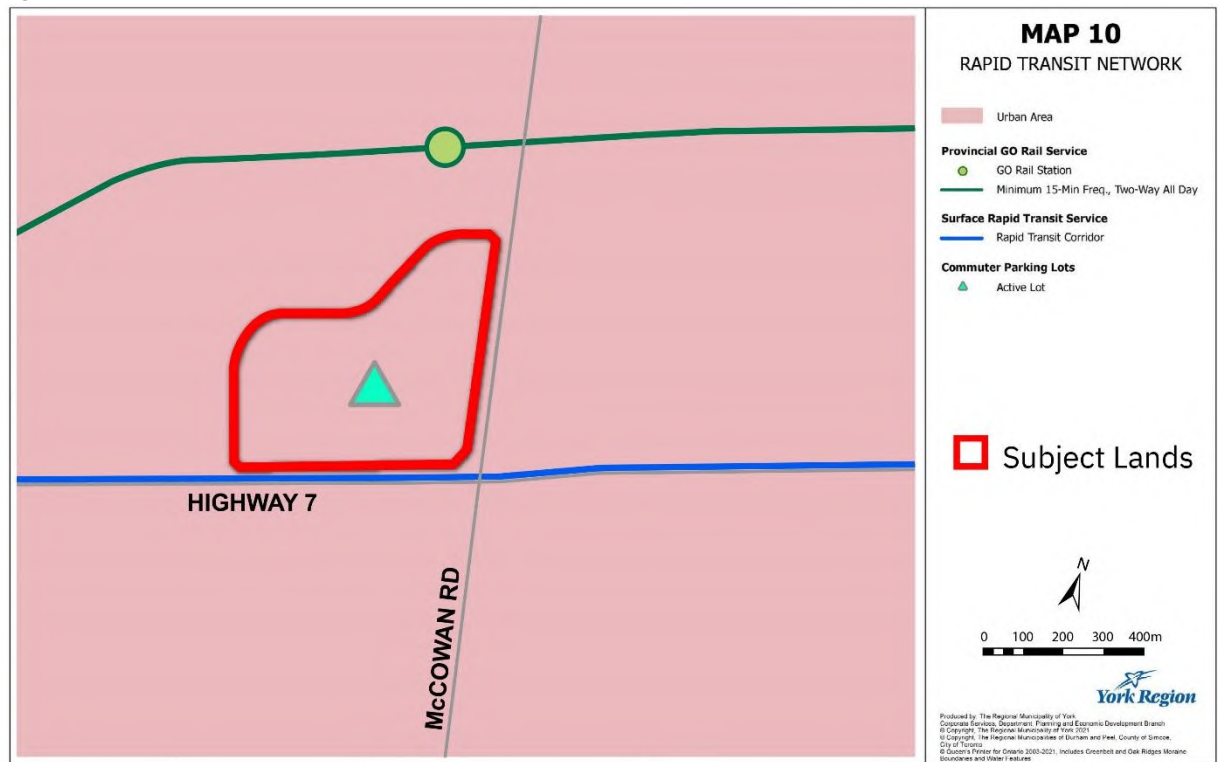 MAP 10
RAPID TRANSIT NETWORK
Urban Area
Provincial GO Rail Service
GO Rail Station
Minimum 15-Min Freq., Two-Way All Day
Surface Rapid Transit Service
Rapid Transit Corridor
Commuter Parking Lots
Active Lot
Subject Lands
HIGHWAY 7
McCOWAN RD
N
0 100 200 300 400m
York Region
Produced by: The Regional Municipality of York
Corporate Services, Department, Planning and Economic Development Branch
© Copyright, The Regional Municipality of York 2021
© Copyright, The Regional Municipalities of Durham and Peel, County of Simcoe,
City of Toronto
© Queen's Printer for Ontario 2003-2021, Includes Greenbelt and Oak Ridges Moraine
Boundaries and Water Features